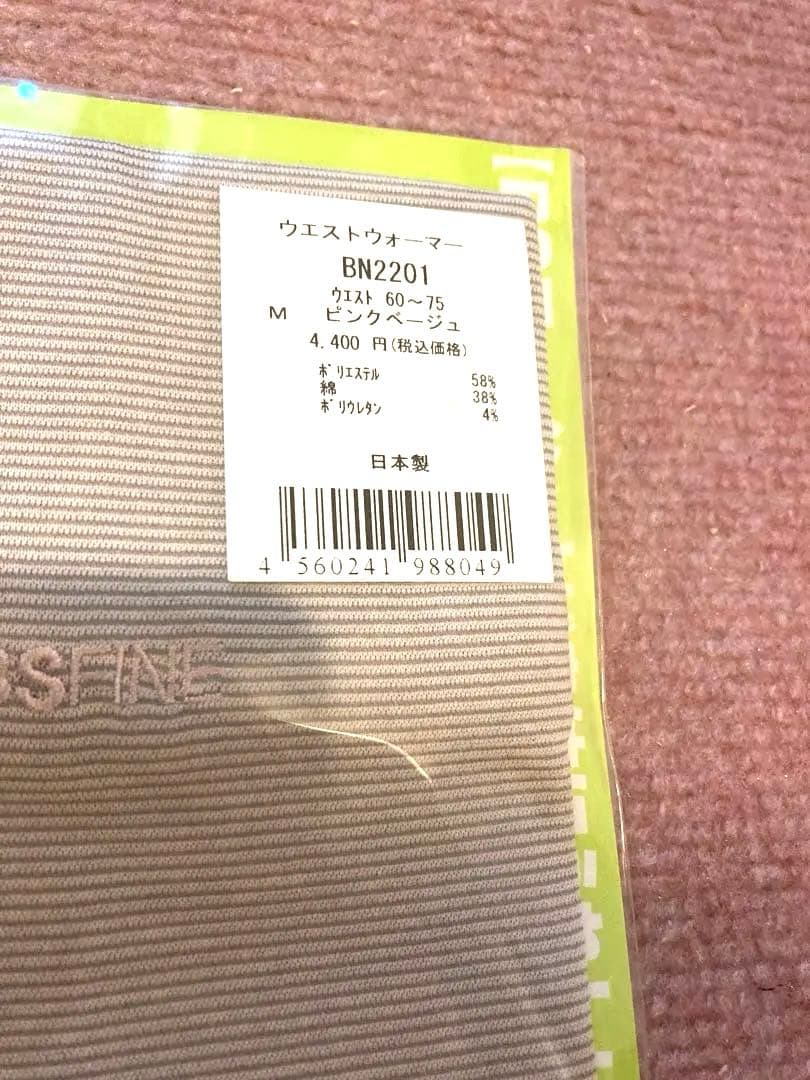 ウエストウォーマー
BN2201
ウエスト 60～75
M ピンクベージュ
4,400 円(税込価格)
ポリエステル 58%
綿 38%
ポリウレタン 4%
日本製
4 560241 988049
BSFINE